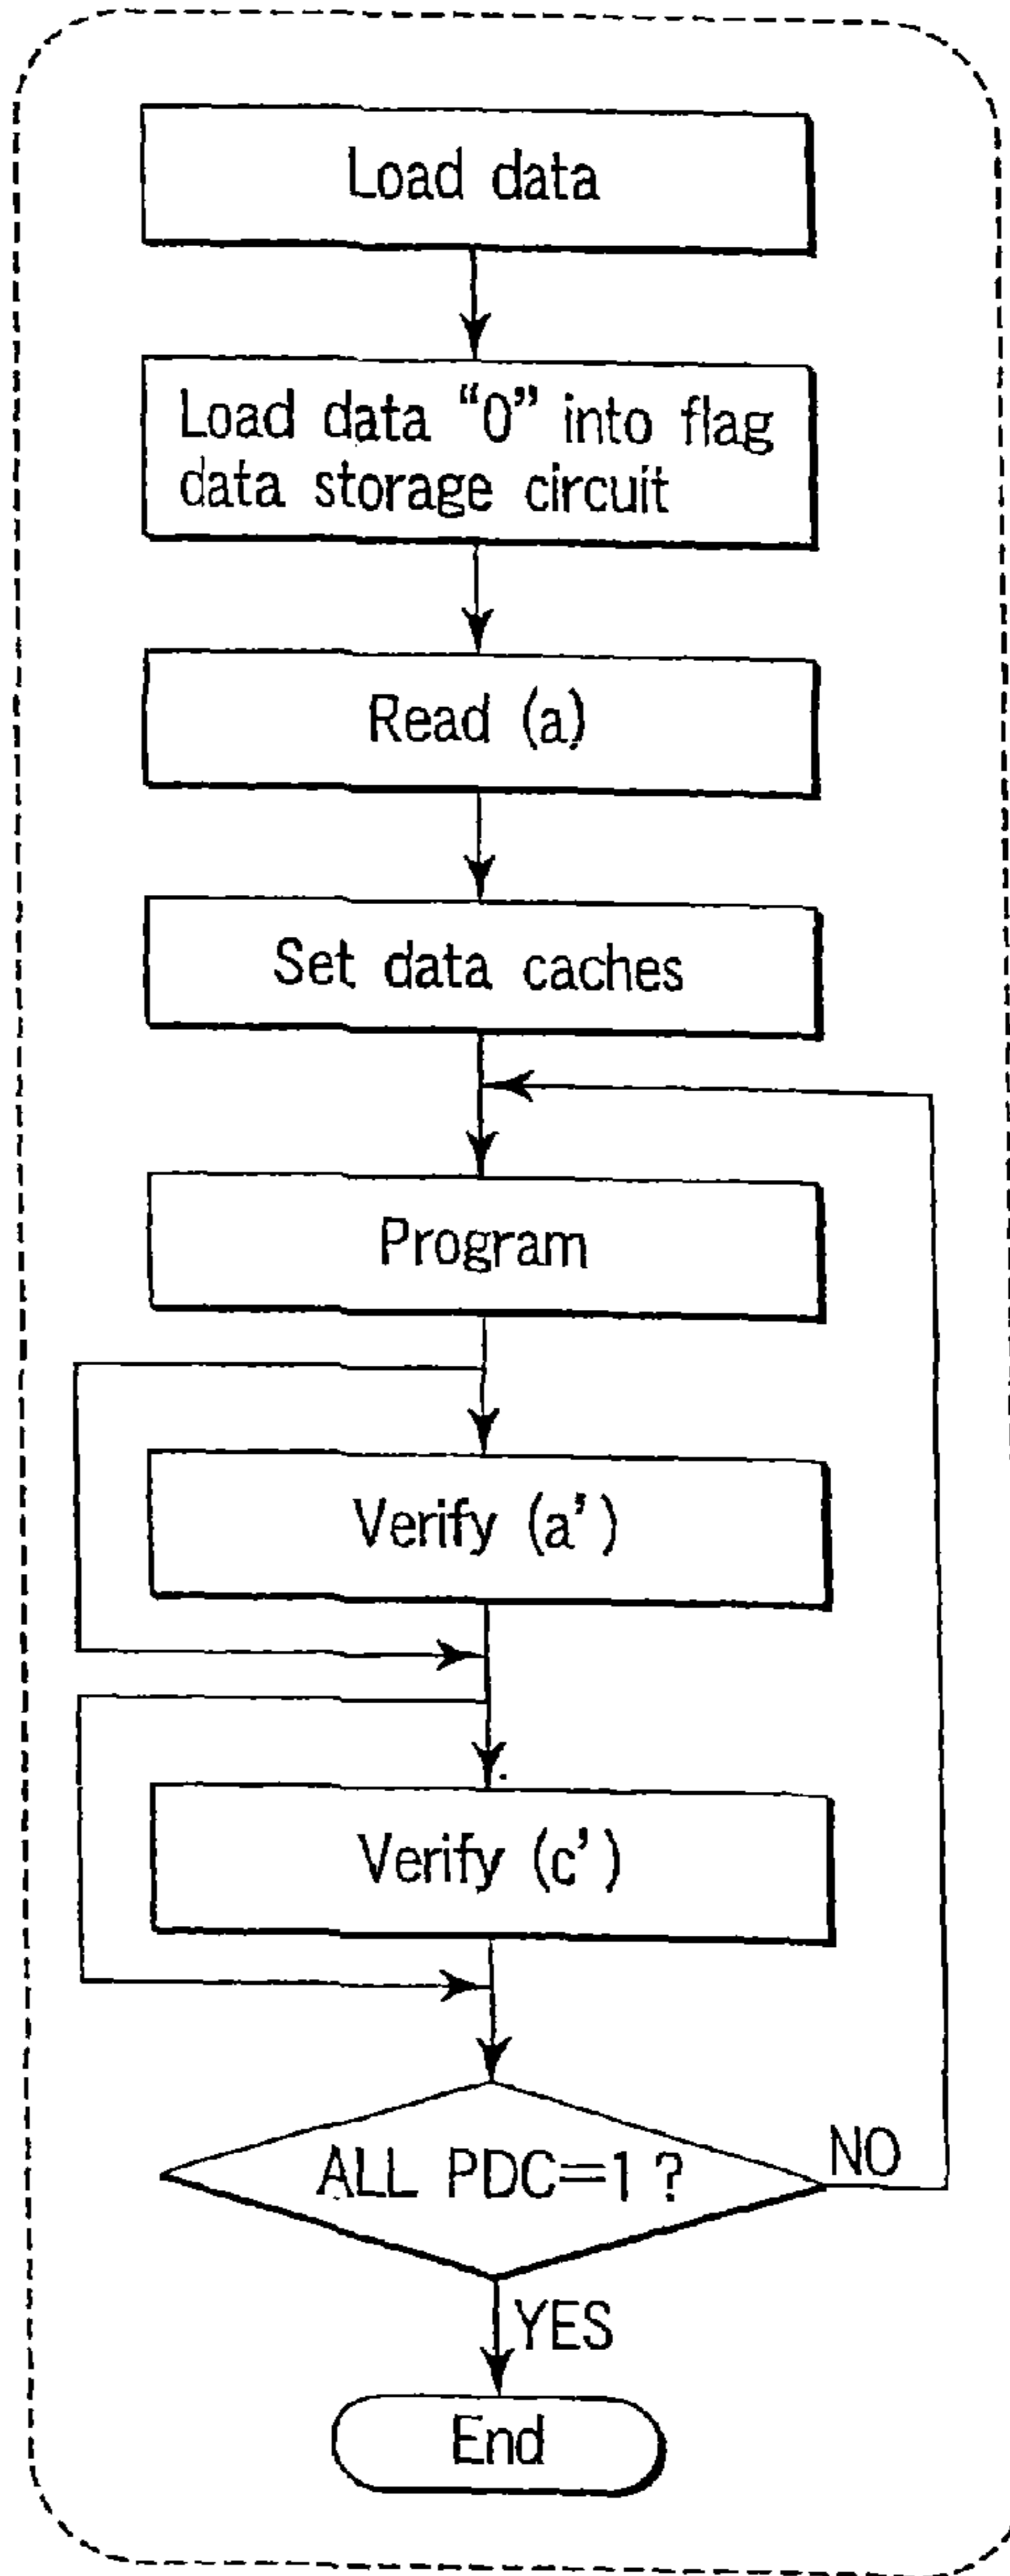 Load data
Load data “0” into flag
data storage circuit
Read (a)
Set data caches
Program
Verify (a’)
Verify (c’)
ALL PDC=1 ?
NO
YES
End